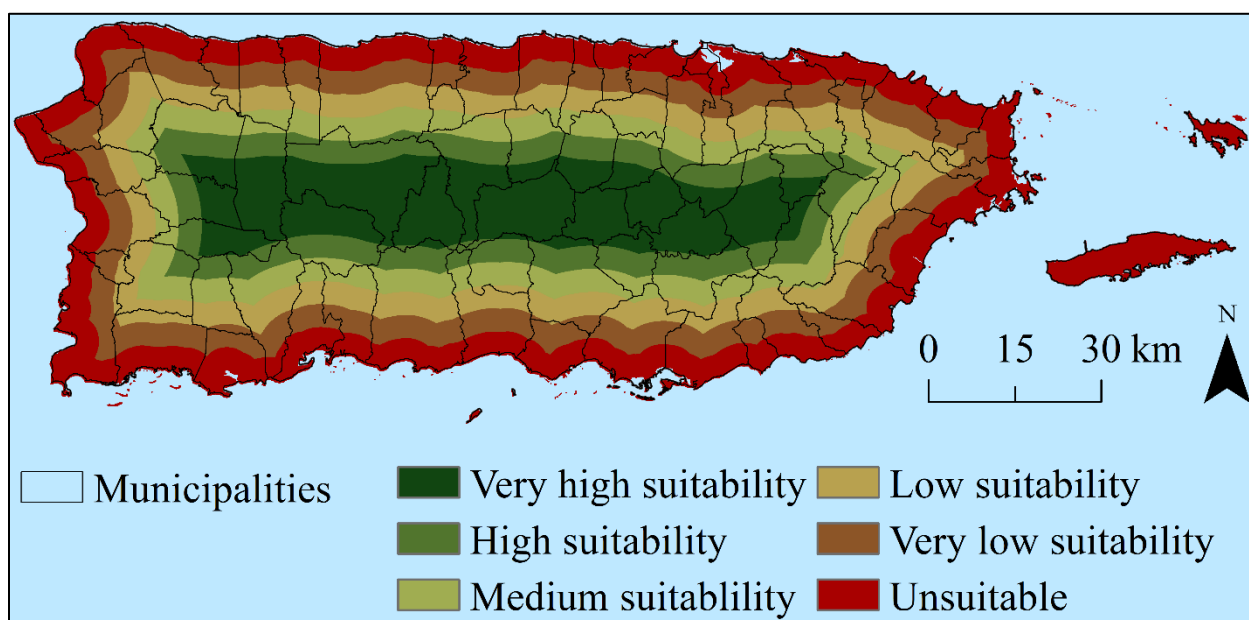 N
0 15 30 km
Municipalities
Very high suitability
High suitability
Medium suitablility
Low suitability
Very low suitability
Unsuitable